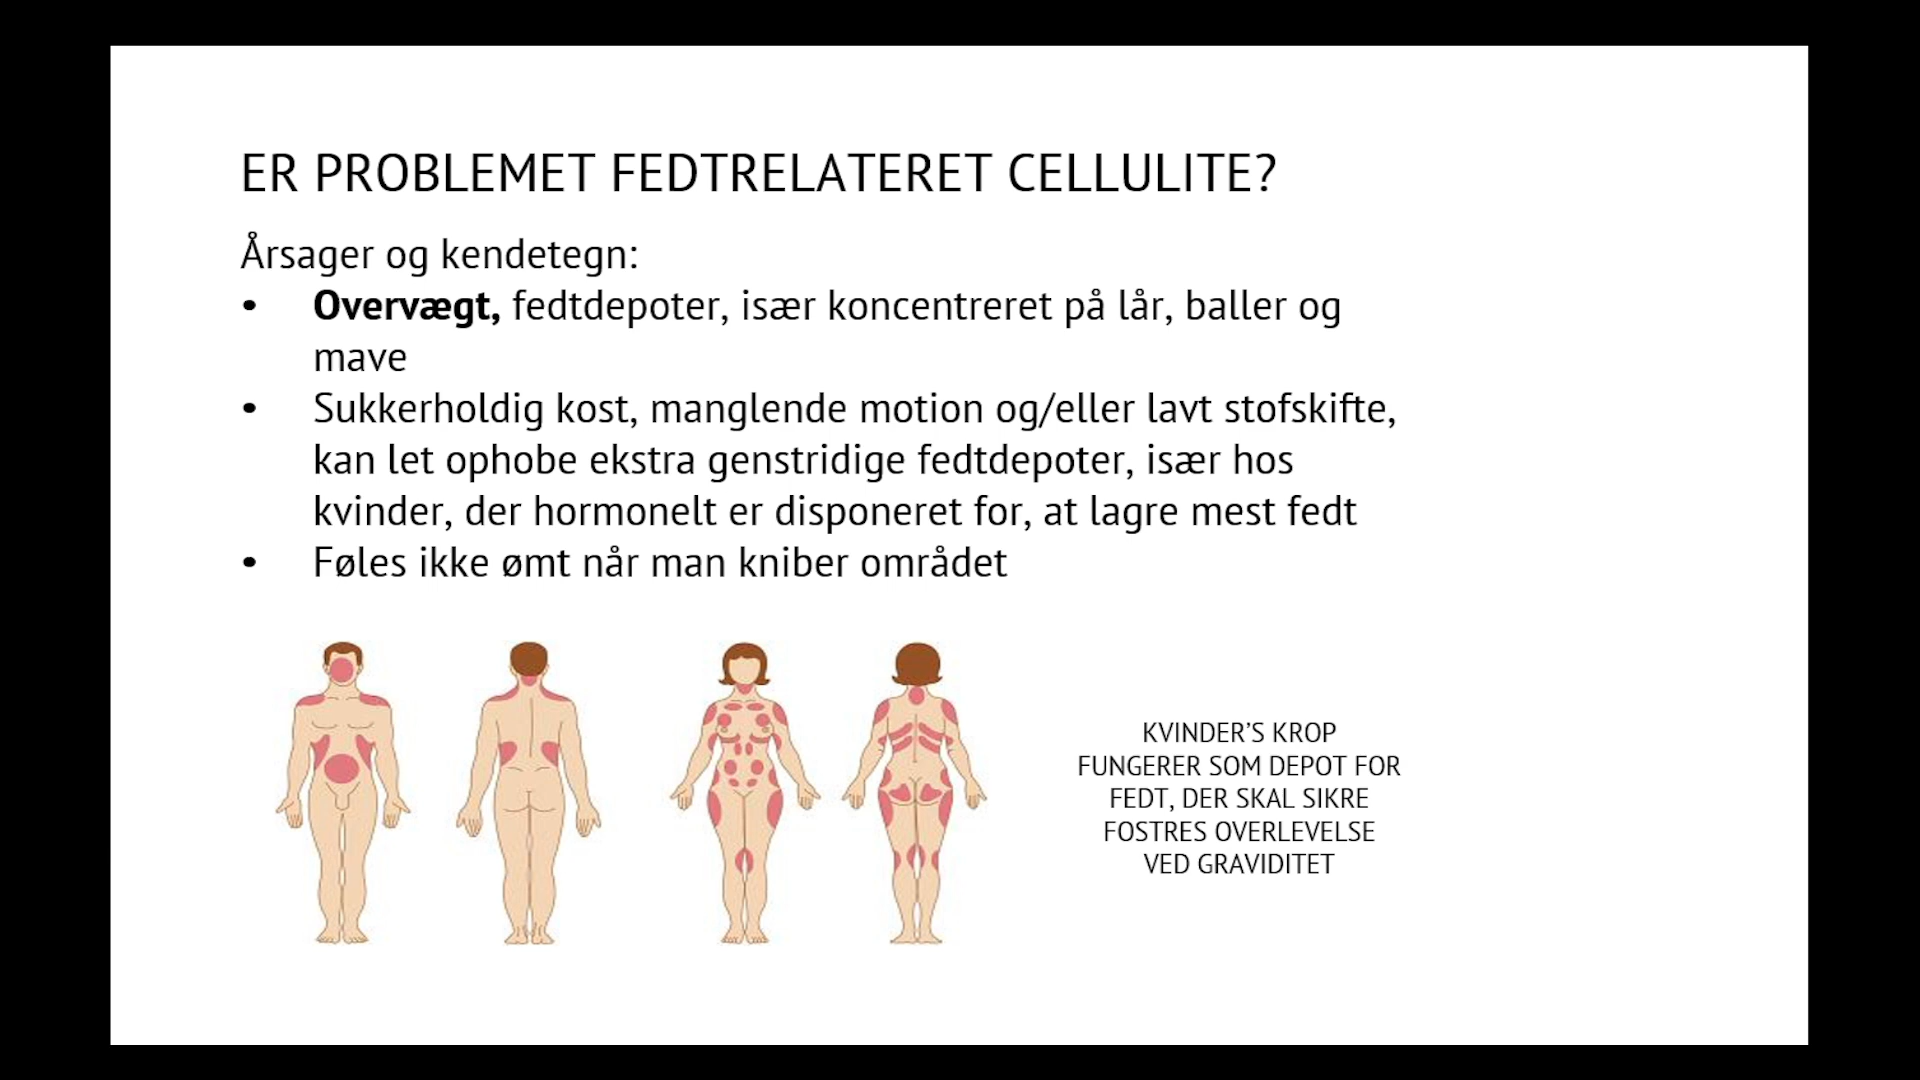 ER PROBLEMET FEDTRELATERET CELLULITE?
Årsager og kendetegn:
• Overvægt, fedtdepoter, især koncentreret på lår, baller og
mave
• Sukkerholdig kost, manglende motion og/eller lavt stofskifte,
kan let ophobe ekstra genstridige fedtdepoter, især hos
kvinder, der hormonelt er disponeret for, at lagre mest fedt
• Føles ikke ømt når man kniber området
KVINDER’S KROP
FUNGERER SOM DEPOT FOR
FEDT, DER SKAL SIKRE
FOSTRES OVERLEVELSE
VED GRAVIDITET